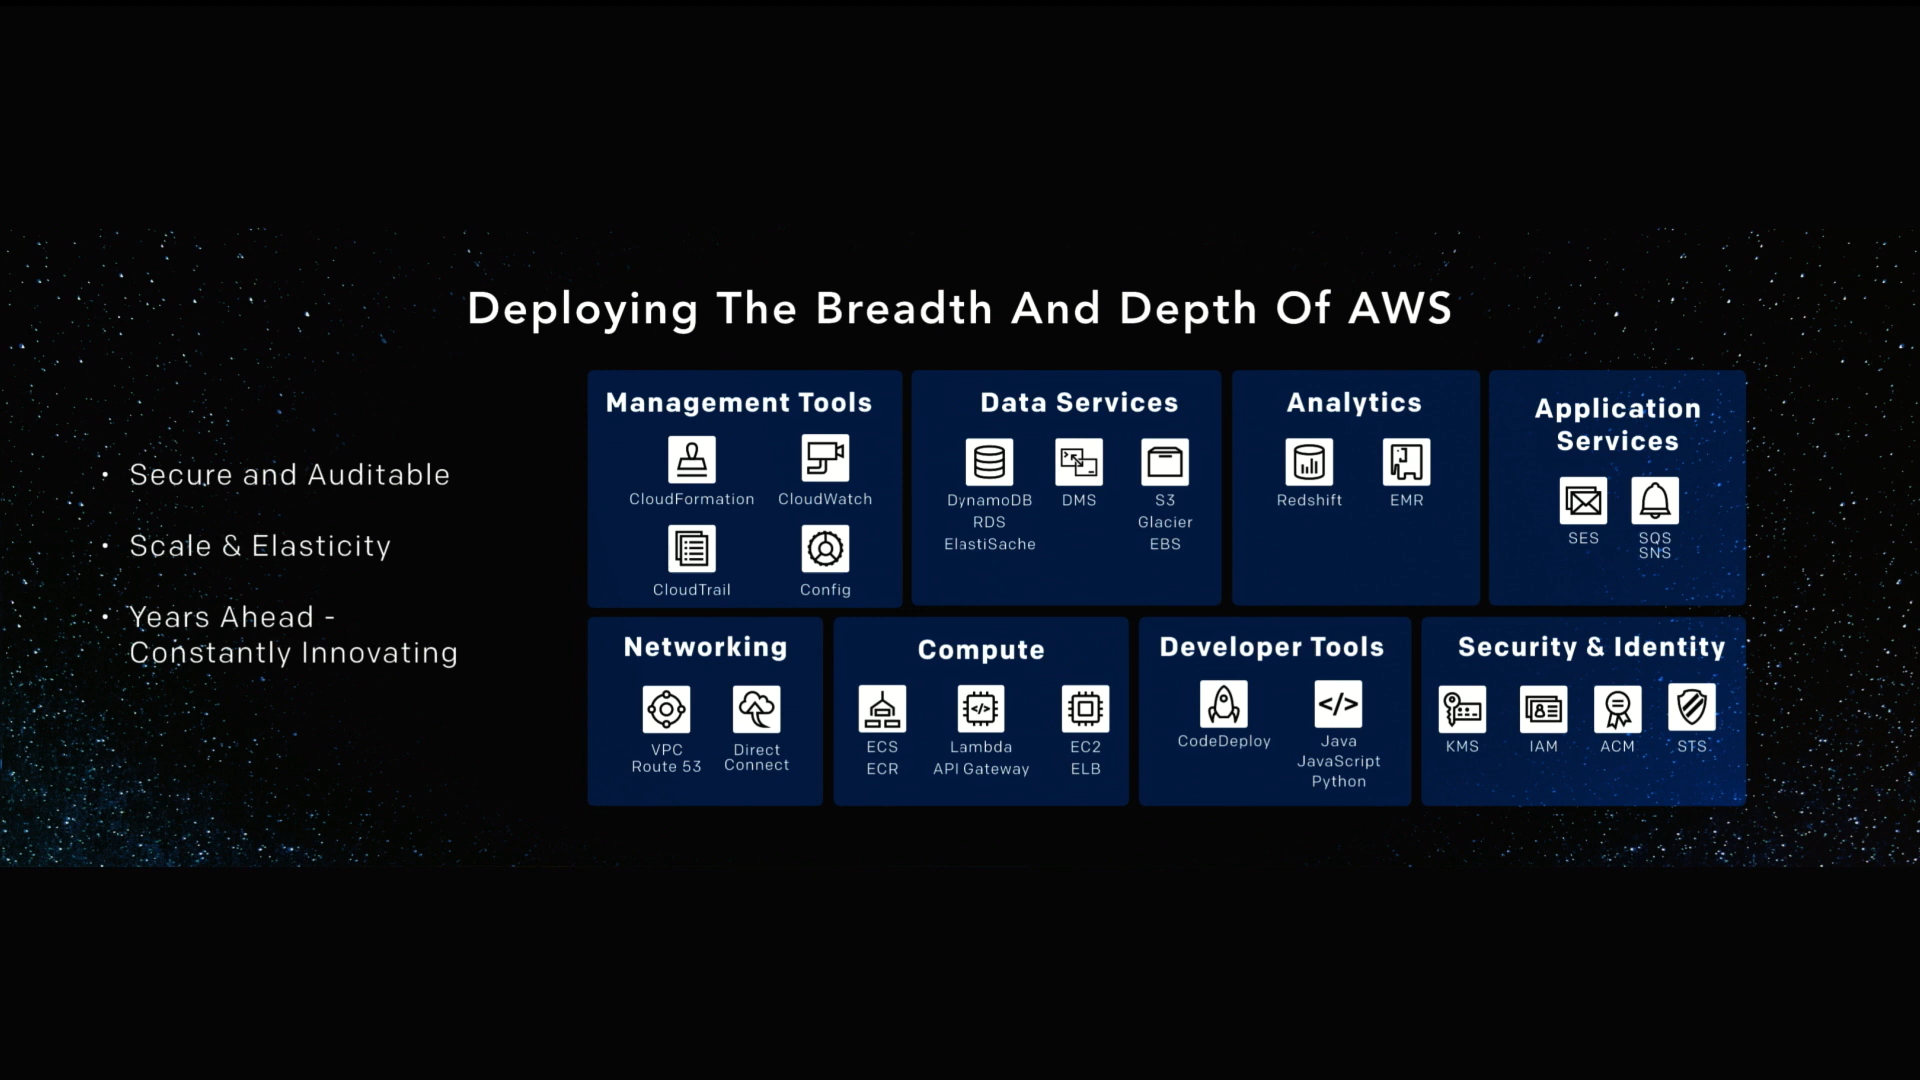 Deploying The Breadth And Depth Of AWS
• Secure and Auditable
• Scale & Elasticity
• Years Ahead -
Constantly Innovating
Management Tools
CloudFormation
CloudWatch
CloudTrail
Config
Data Services
DynamoDB
RDS
ElastiSache
DMS
S3
Glacier
EBS
Analytics
Redshift
EMR
Application
Services
SES
SQS
SNS
Networking
VPC
Route 53
Direct
Connect
Compute
ECS
ECR
Lambda
API Gateway
EC2
ELB
Developer Tools
CodeDeploy
</>
Java
JavaScript
Python
Security & Identity
KMS
IAM
ACM
STS